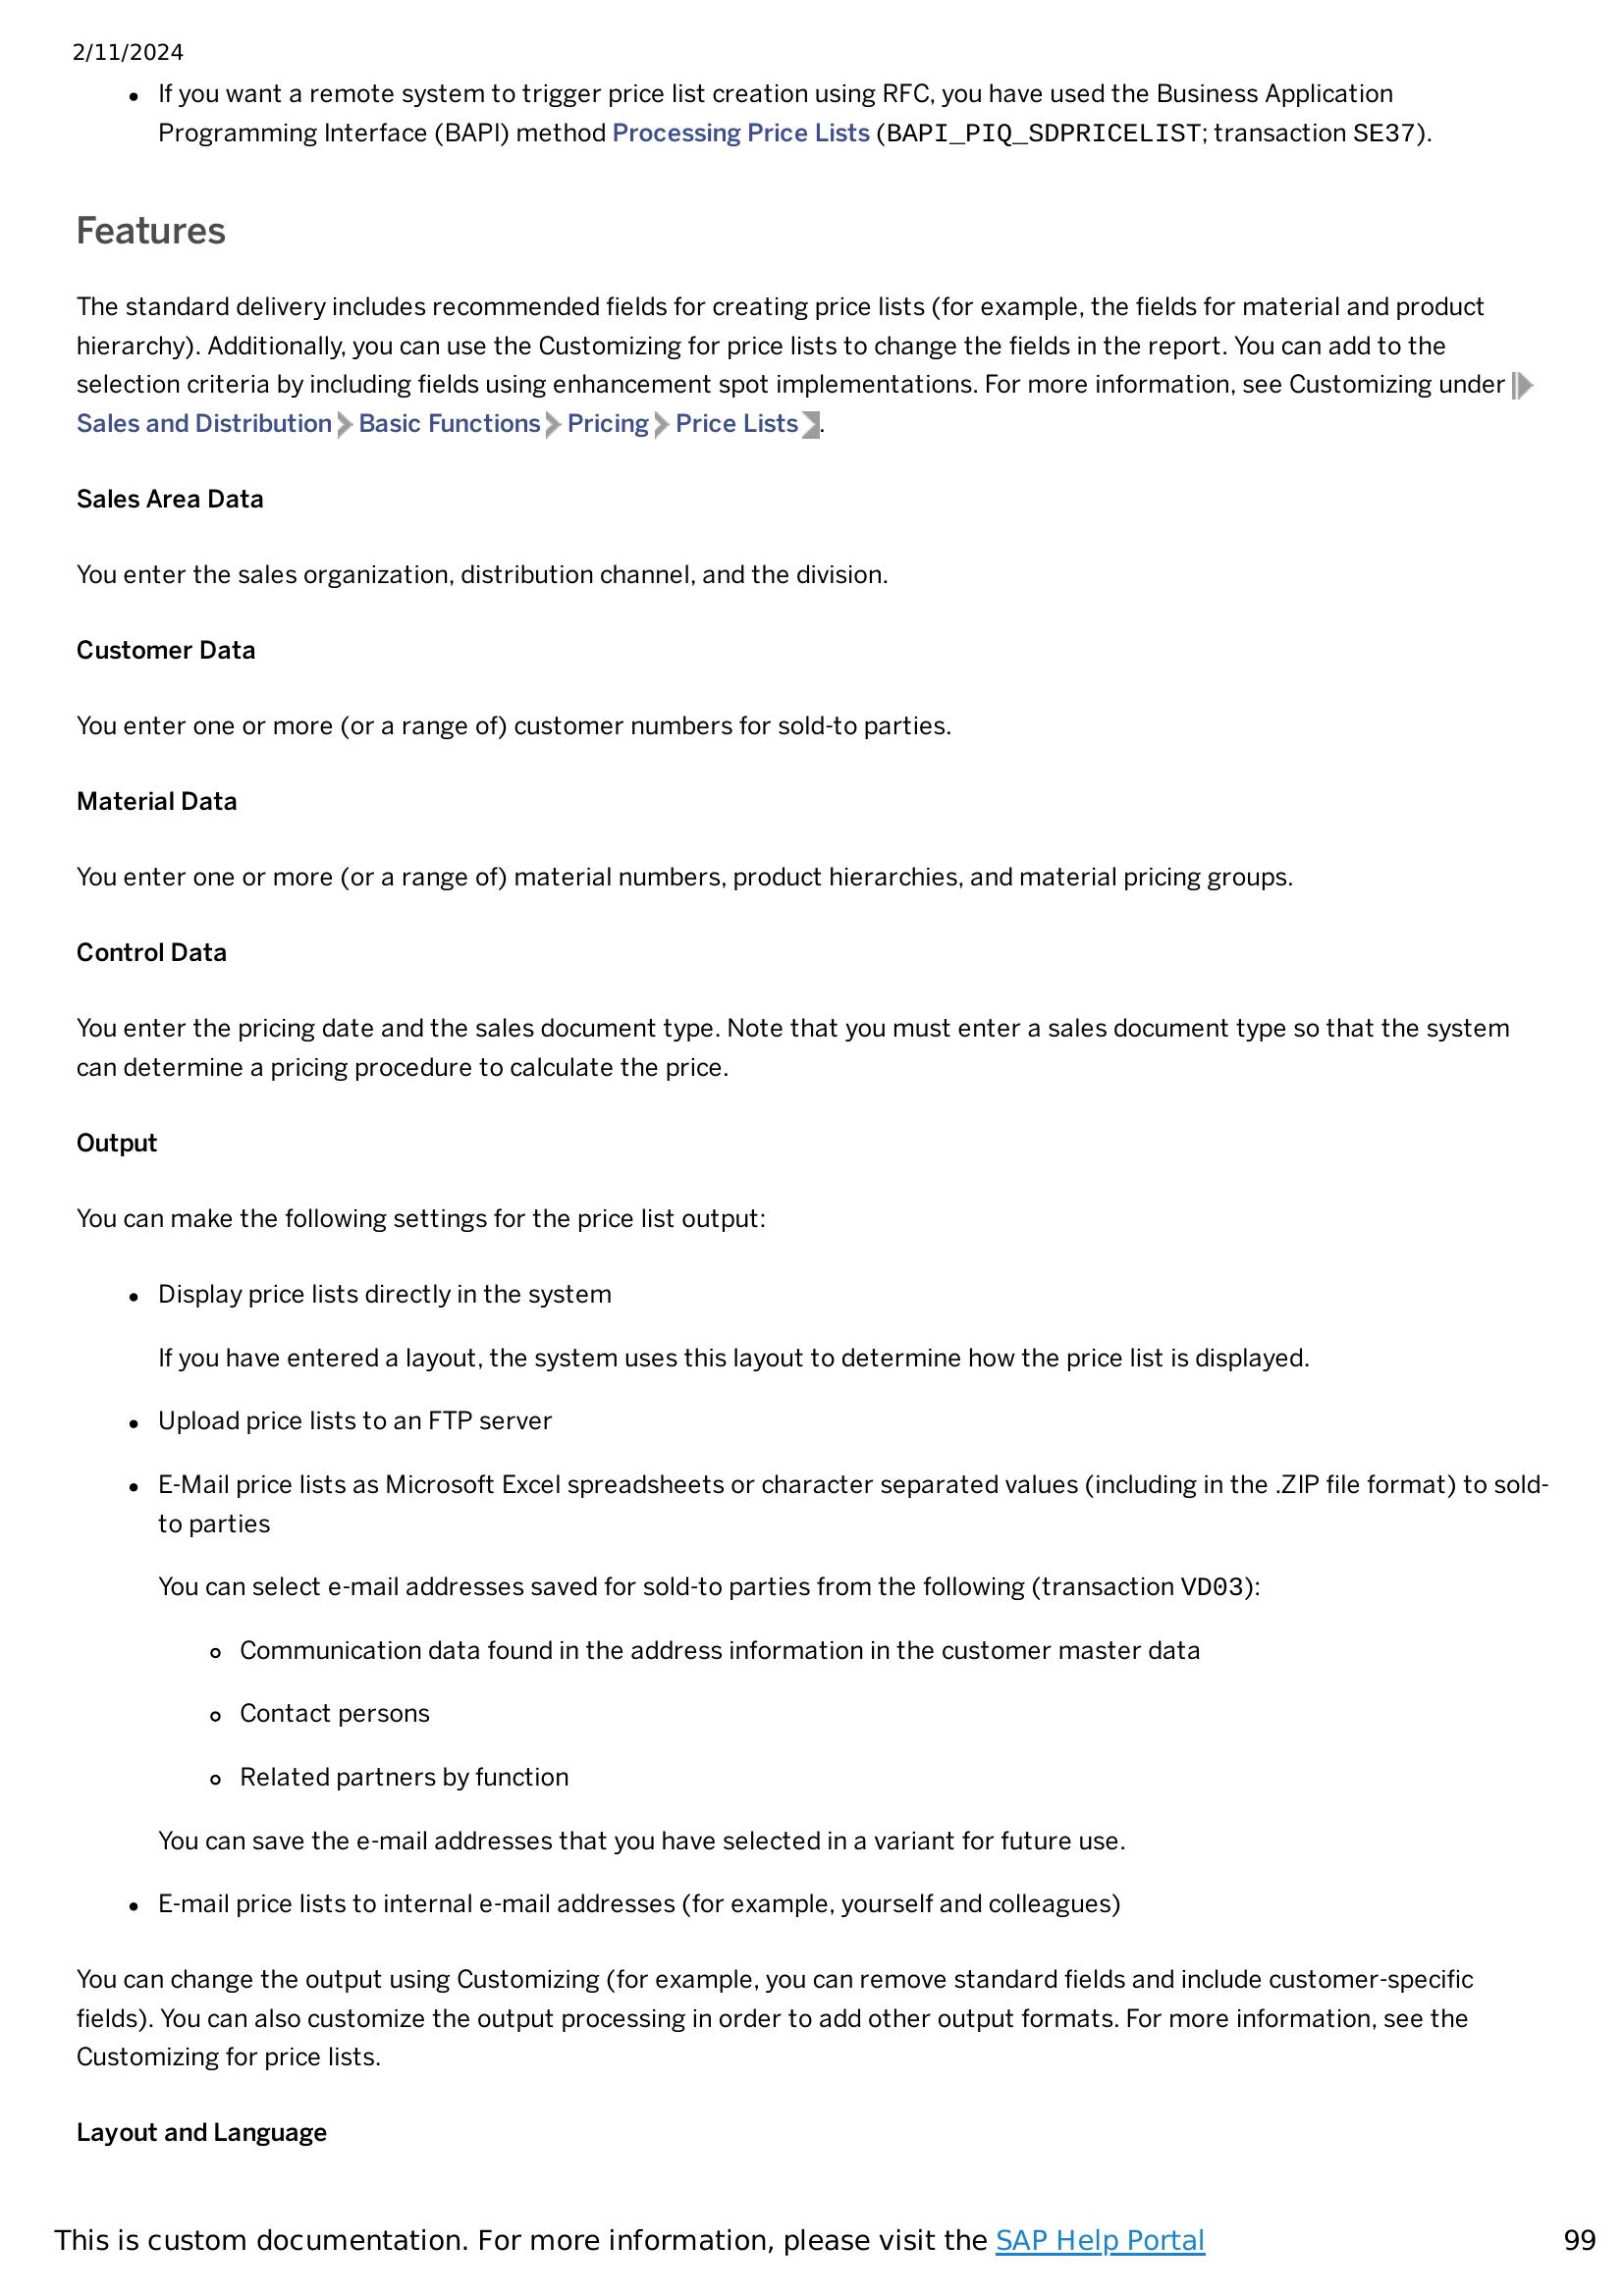 2/11/2024
• If you want a remote system to trigger price list creation using RFC, you have used the Business Application
Programming Interface (BAPI) method Processing Price Lists (BAPI_PIQ_SDPRICELIST; transaction SE37).
Features
The standard delivery includes recommended fields for creating price lists (for example, the fields for material and product
hierarchy). Additionally, you can use the Customizing for price lists to change the fields in the report. You can add to the
selection criteria by including fields using enhancement spot implementations. For more information, see Customizing under
Sales and Distribution > Basic Functions > Pricing > Price Lists .
Sales Area Data
You enter the sales organization, distribution channel, and the division.
Customer Data
You enter one or more (or a range of) customer numbers for sold-to parties.
Material Data
You enter one or more (or a range of) material numbers, product hierarchies, and material pricing groups.
Control Data
You enter the pricing date and the sales document type. Note that you must enter a sales document type so that the system
can determine a pricing procedure to calculate the price.
Output
You can make the following settings for the price list output:
• Display price lists directly in the system
If you have entered a layout, the system uses this layout to determine how the price list is displayed.
• Upload price lists to an FTP server
• E-Mail price lists as Microsoft Excel spreadsheets or character separated values (including in the .ZIP file format) to sold-
to parties
You can select e-mail addresses saved for sold-to parties from the following (transaction VD03):
◦ Communication data found in the address information in the customer master data
◦ Contact persons
◦ Related partners by function
You can save the e-mail addresses that you have selected in a variant for future use.
• E-mail price lists to internal e-mail addresses (for example, yourself and colleagues)
You can change the output using Customizing (for example, you can remove standard fields and include customer-specific
fields). You can also customize the output processing in order to add other output formats. For more information, see the
Customizing for price lists.
Layout and Language
This is custom documentation. For more information, please visit the SAP Help Portal 99